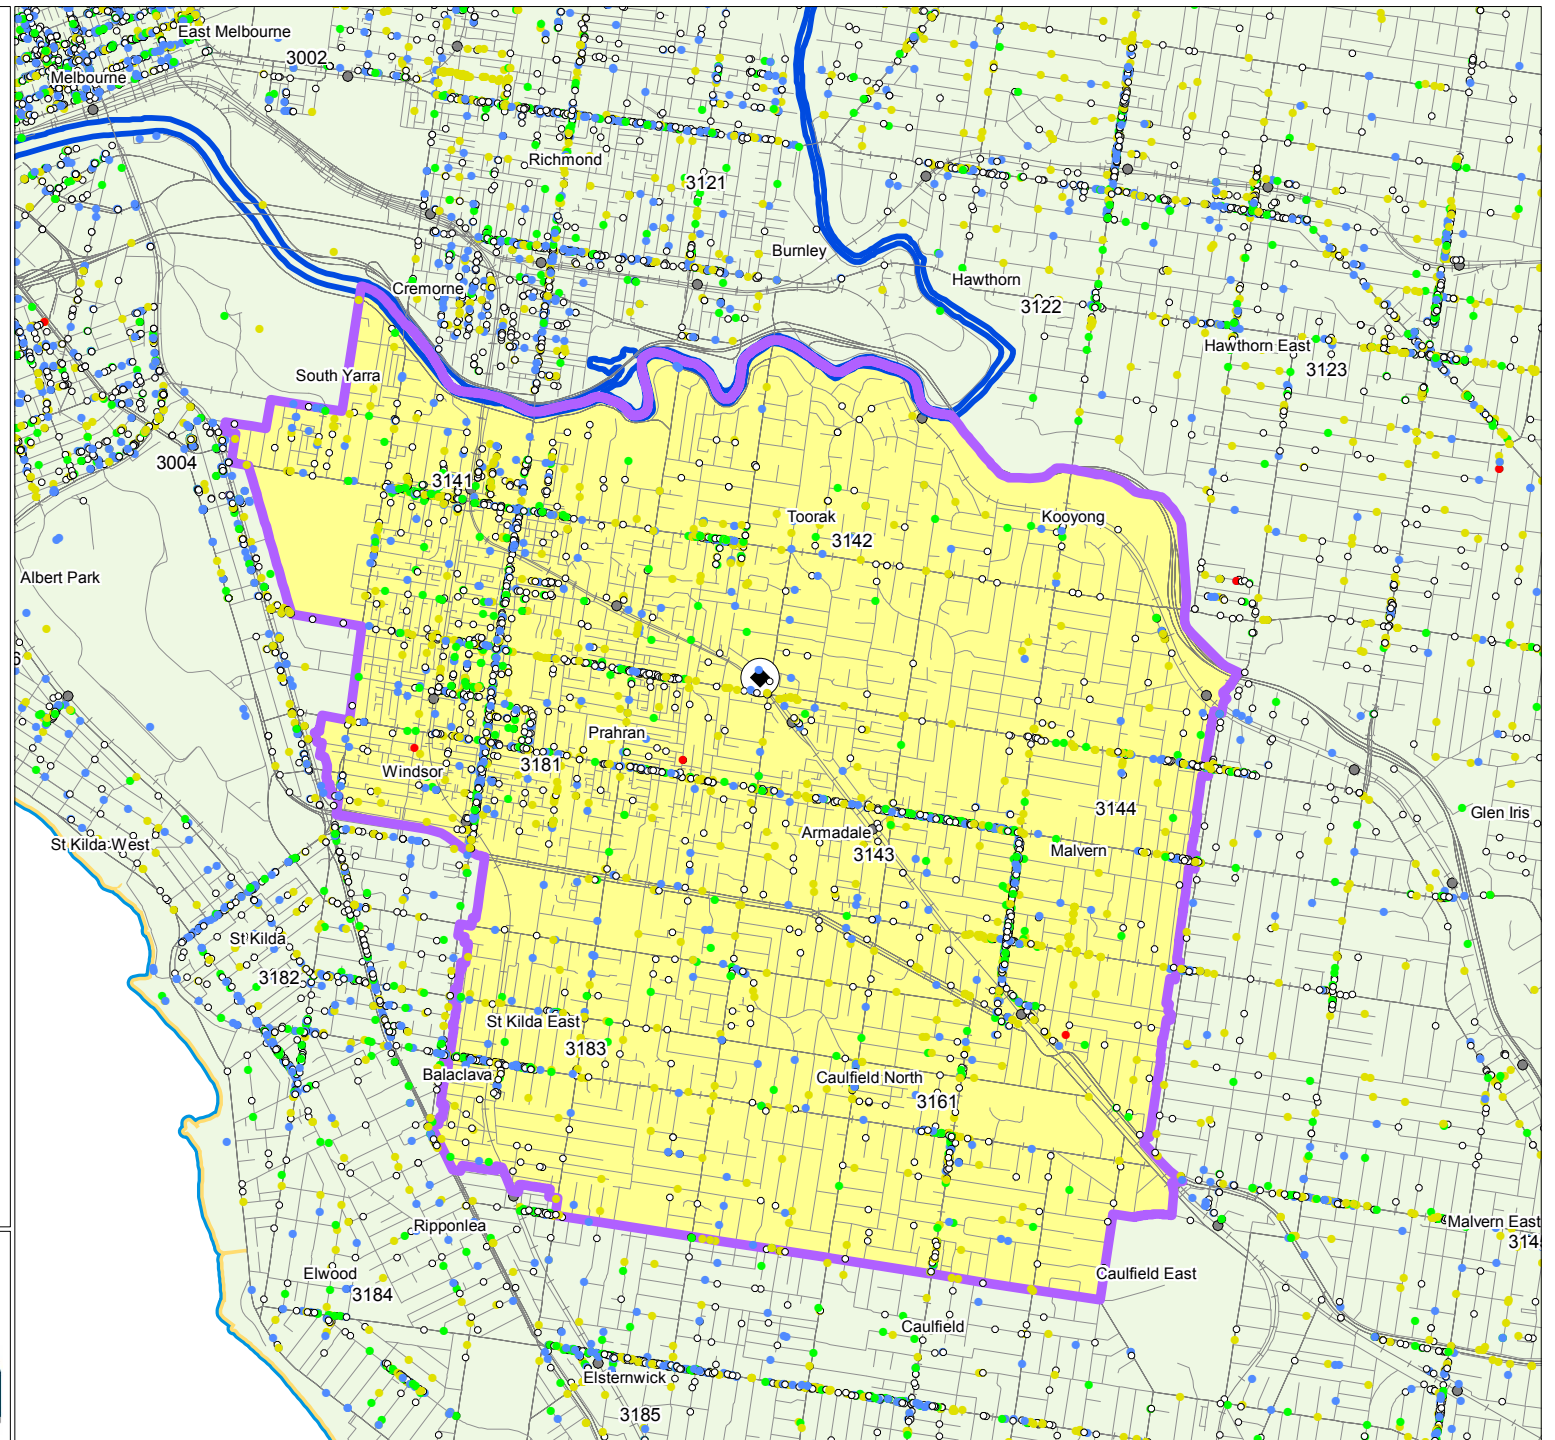 East Melbourne
3002
Melbourne
Richmond
3121
Burnley
Hawthorn
Cremorne
3122
Hawthorn East
3123
South Yarra
3004
3141
Toorak
3142
Kooyong
Albert Park
6
Prahran
Windsor
3181
3144
Armadale
3143
Malvern
Glen Iris
St Kilda West
St Kilda
3182
St Kilda East
3183
Balaclava
Caulfield North
3161
Ripponlea
Malvern East
3145
Elwood
3184
Caulfield East
Caulfield
Elsternwick
3185